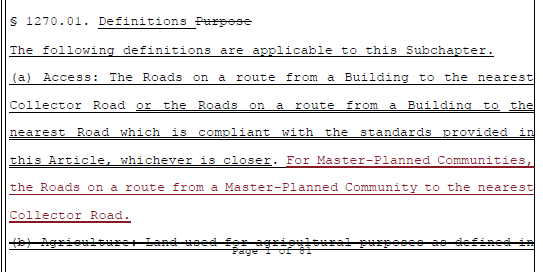 § 1270.01. Definitions Purpose
The following definitions are applicable to this Subchapter.
(a) Access: The Roads on a route from a Building to the nearest
Collector Road or the Roads on a route from a Building to the
nearest Road which is compliant with the standards provided in
this Article, whichever is closer. For Master-Planned Communities,
the Roads on a route from a Master-Planned Community to the nearest
Collector Road.
(b) Agriculture: Land used for agricultural purposes as defined in
Page 1 of 81